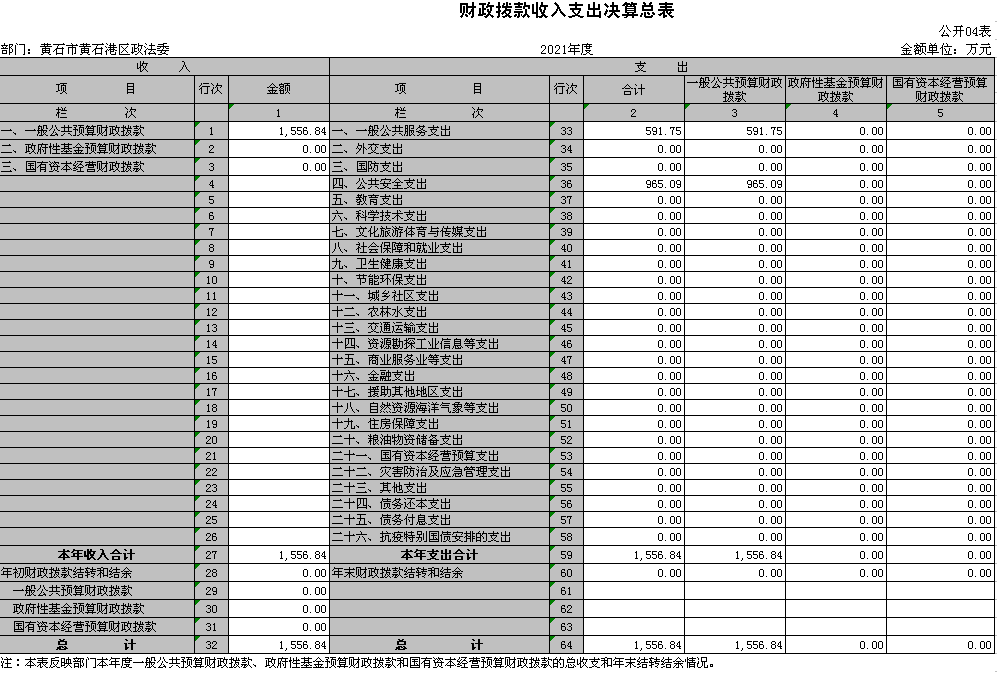 财政拨款收入支出决算总表
公开04表
部门：黄石市黄石港区政法委 2021年度 金额单位：万元
收 入 支 出
项 目 行次 金额 项 目 行次 合计 一般公共预算财政拨款 政府性基金预算财政拨款 国有资本经营预算财政拨款
栏 次 1 栏 次 2 3 4 5
一、一般公共预算财政拨款 1 1,556.84 一、一般公共服务支出 33 591.75 591.75 0.00 0.00
二、政府性基金预算财政拨款 2 0.00 二、外交支出 34 0.00 0.00 0.00 0.00
三、国有资本经营财政拨款 3 0.00 三、国防支出 35 0.00 0.00 0.00 0.00
4 四、公共安全支出 36 965.09 965.09 0.00 0.00
5 五、教育支出 37 0.00 0.00 0.00 0.00
6 六、科学技术支出 38 0.00 0.00 0.00 0.00
7 七、文化旅游体育与传媒支出 39 0.00 0.00 0.00 0.00
8 八、社会保障和就业支出 40 0.00 0.00 0.00 0.00
9 九、卫生健康支出 41 0.00 0.00 0.00 0.00
10 十、节能环保支出 42 0.00 0.00 0.00 0.00
11 十一、城乡社区支出 43 0.00 0.00 0.00 0.00
12 十二、农林水支出 44 0.00 0.00 0.00 0.00
13 十三、交通运输支出 45 0.00 0.00 0.00 0.00
14 十四、资源勘探工业信息等支出 46 0.00 0.00 0.00 0.00
15 十五、商业服务业等支出 47 0.00 0.00 0.00 0.00
16 十六、金融支出 48 0.00 0.00 0.00 0.00
17 十七、援助其他地区支出 49 0.00 0.00 0.00 0.00
18 十八、自然资源海洋气象等支出 50 0.00 0.00 0.00 0.00
19 十九、住房保障支出 51 0.00 0.00 0.00 0.00
20 二十、粮油物资储备支出 52 0.00 0.00 0.00 0.00
21 二十一、国有资本经营预算支出 53 0.00 0.00 0.00 0.00
22 二十二、灾害防治及应急管理支出 54 0.00 0.00 0.00 0.00
23 二十三、其他支出 55 0.00 0.00 0.00 0.00
24 二十四、债务还本支出 56 0.00 0.00 0.00 0.00
25 二十五、债务付息支出 57 0.00 0.00 0.00 0.00
26 二十六、抗疫特别国债安排的支出 58 0.00 0.00 0.00 0.00
本年收入合计 27 1,556.84 本年支出合计 59 1,556.84 1,556.84 0.00 0.00
年初财政拨款结转和结余 28 0.00 年末财政拨款结转和结余 60 0.00 0.00 0.00 0.00
一般公共预算财政拨款 29 0.00 61
政府性基金预算财政拨款 30 0.00 62
国有资本经营预算财政拨款 31 0.00 63
总 计 32 1,556.84 总 计 64 1,556.84 1,556.84 0.00 0.00
注：本表反映部门本年度一般公共预算财政拨款、政府性基金预算财政拨款和国有资本经营预算财政拨款的总收支和年末结转结余情况。